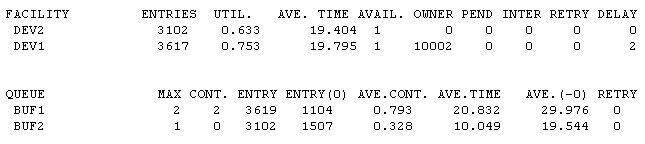 FACILITY ENTRIES UTIL. AVE. TIME AVAIL. OWNER PEND INTER RETRY DELAY
DEV2 3102 0.633 19.404 1 0 0 0 0 0
DEV1 3617 0.753 19.795 1 10002 0 0 0 2
QUEUE MAX CONT. ENTRY ENTRY(0) AVE.CONT. AVE.TIME AVE.(-0) RETRY
BUF1 2 2 3619 1104 0.793 20.832 29.976 0
BUF2 1 0 3102 1507 0.328 10.049 19.544 0